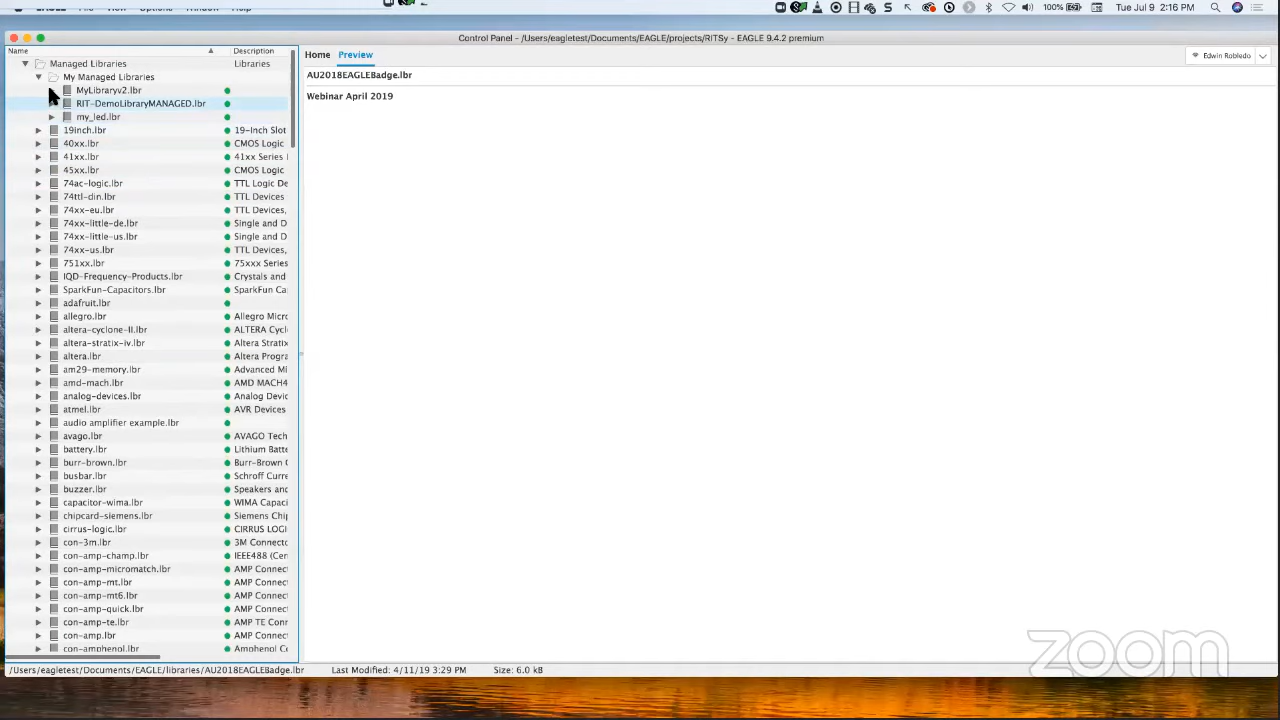 EAGLE File View Options Window Help
100% Tue Jul 9 2:16 PM
Control Panel - /Users/eagletest/Documents/EAGLE/projects/RITSy - EAGLE 9.4.2 premium
Name Description
Home Preview
Edwin Robledo
Managed Libraries Libraries
My Managed Libraries
MyLibraryv2.lbr
RIT-DemoLibraryMANAGED.lbr
my_led.lbr
19inch.lbr 19-Inch Slot
40xx.lbr CMOS Logic
41xx.lbr 41xx Series
45xx.lbr CMOS Logic
74ac-logic.lbr TTL Logic De
74ttl-din.lbr TTL Devices
74xx-eu.lbr TTL Devices,
74xx-little-de.lbr Single and D
74xx-little-us.lbr Single and D
74xx-us.lbr TTL Devices,
751xx.lbr 75xxx Series
IQD-Frequency-Products.lbr Crystals and
SparkFun-Capacitors.lbr SparkFun Ca
adafruit.lbr
allegro.lbr Allegro Micro
altera-cyclone-II.lbr ALTERA Cycl
altera-stratix-iv.lbr Altera Stratix
altera.lbr Altera Progra
am29-memory.lbr Advanced Mi
amd-mach.lbr AMD MACH4
analog-devices.lbr Analog Devic
atmel.lbr AVR Devices
audio amplifier example.lbr
avago.lbr AVAGO Tech
battery.lbr Lithium Batte
burr-brown.lbr Burr-Brown C
busbar.lbr Schroff Curre
buzzer.lbr Speakers and
capacitor-wima.lbr WIMA Capaci
chipcard-siemens.lbr Siemens Chip
cirrus-logic.lbr CIRRUS LOGI
con-3m.lbr 3M Connecto
con-amp-champ.lbr IEEE488 (Cen
con-amp-micromatch.lbr AMP Connect
con-amp-mt.lbr AMP Connect
con-amp-mt6.lbr AMP Connect
con-amp-quick.lbr AMP Connect
con-amp-te.lbr AMP TE Conn
con-amp.lbr AMP Connect
con-amphenol.lbr Amphenol C
AU2018EAGLEBadge.lbr
Webinar April 2019
/Users/eagletest/Documents/EAGLE/libraries/AU2018EAGLEBadge.lbr Last Modified: 4/11/19 3:29 PM Size: 6.0 kB
zoom